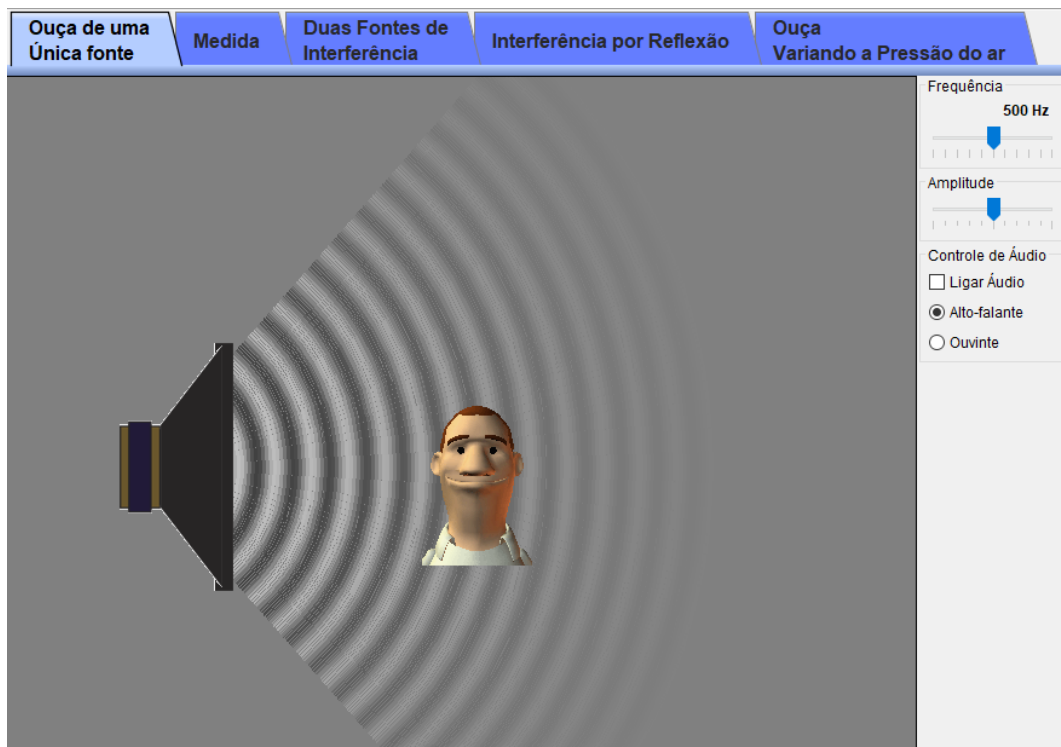 Ouça de uma
Única fonte
Medida
Duas Fontes de
Interferência
Interferência por Reflexão
Ouça
Variando a Pressão do ar
Frequência
500 Hz
Amplitude
Controle de Áudio
Ligar Áudio
Alto-falante
Ouvinte